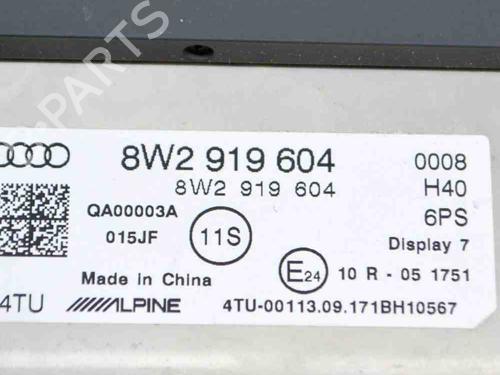 8W2 919 604 0008
8W2 919 604 H40
QA00003A 6PS
015JF 11S Display 7
Made in China E24 10 R - 05 1751
4TU ALPINE 4TU-00113.09.171BH10567